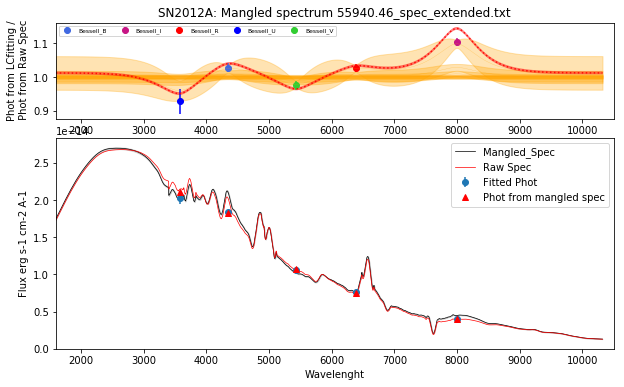 SN2012A: Mangled spectrum 55940.46_spec_extended.txt
Phot from LCfitting /
Phot from Raw Spec
1.1
1.0
0.9
Bessell_B
Bessell_I
Bessell_R
Bessell_U
Bessell_V
2000 3000 4000 5000 6000 7000 8000 9000 10000
1e-14
Flux erg s-1 cm-2 A-1
2.5
2.0
1.5
1.0
0.5
0.0
Mangled_Spec
Raw Spec
Fitted Phot
Phot from mangled spec
2000 3000 4000 5000 6000 7000 8000 9000 10000
Wavelenght